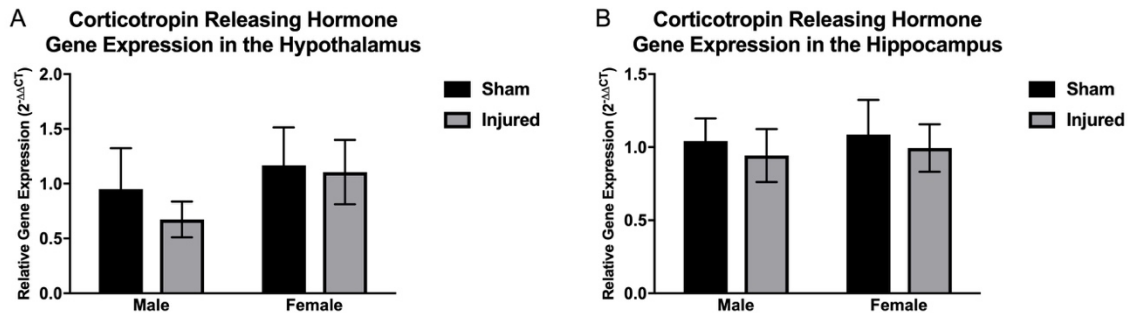 A
Corticotropin Releasing Hormone
Gene Expression in the Hypothalamus
Relative Gene Expression (2-ΔΔCT)
2.0
1.5
1.0
0.5
0.0
Male
Female
Sham
Injured
B
Corticotropin Releasing Hormone
Gene Expression in the Hippocampus
Relative Gene Expression (2-ΔΔCT)
1.5
1.0
0.5
0.0
Male
Female
Sham
Injured